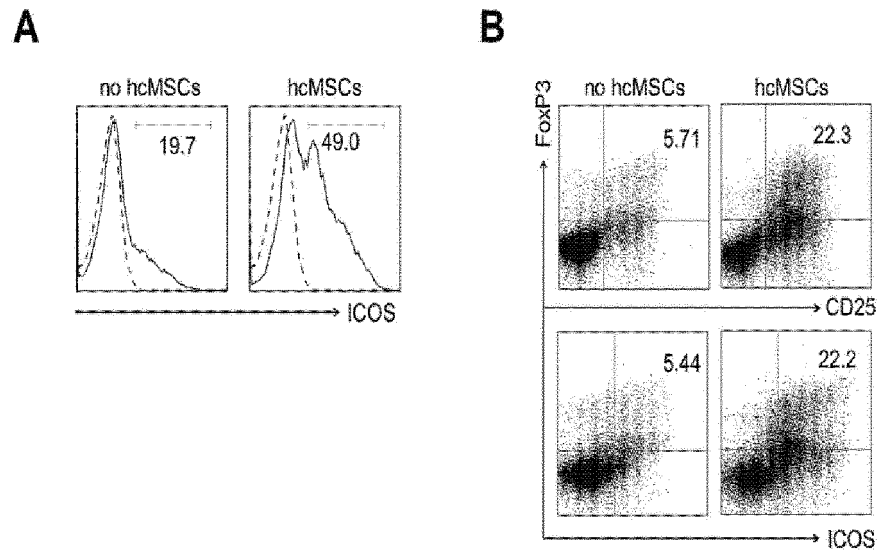 A
no hcMSCs
hcMSCs
19.7
49.0
ICOS
B
no hcMSCs
hcMSCs
FoxP3
5.71
22.3
CD25
5.44
22.2
ICOS